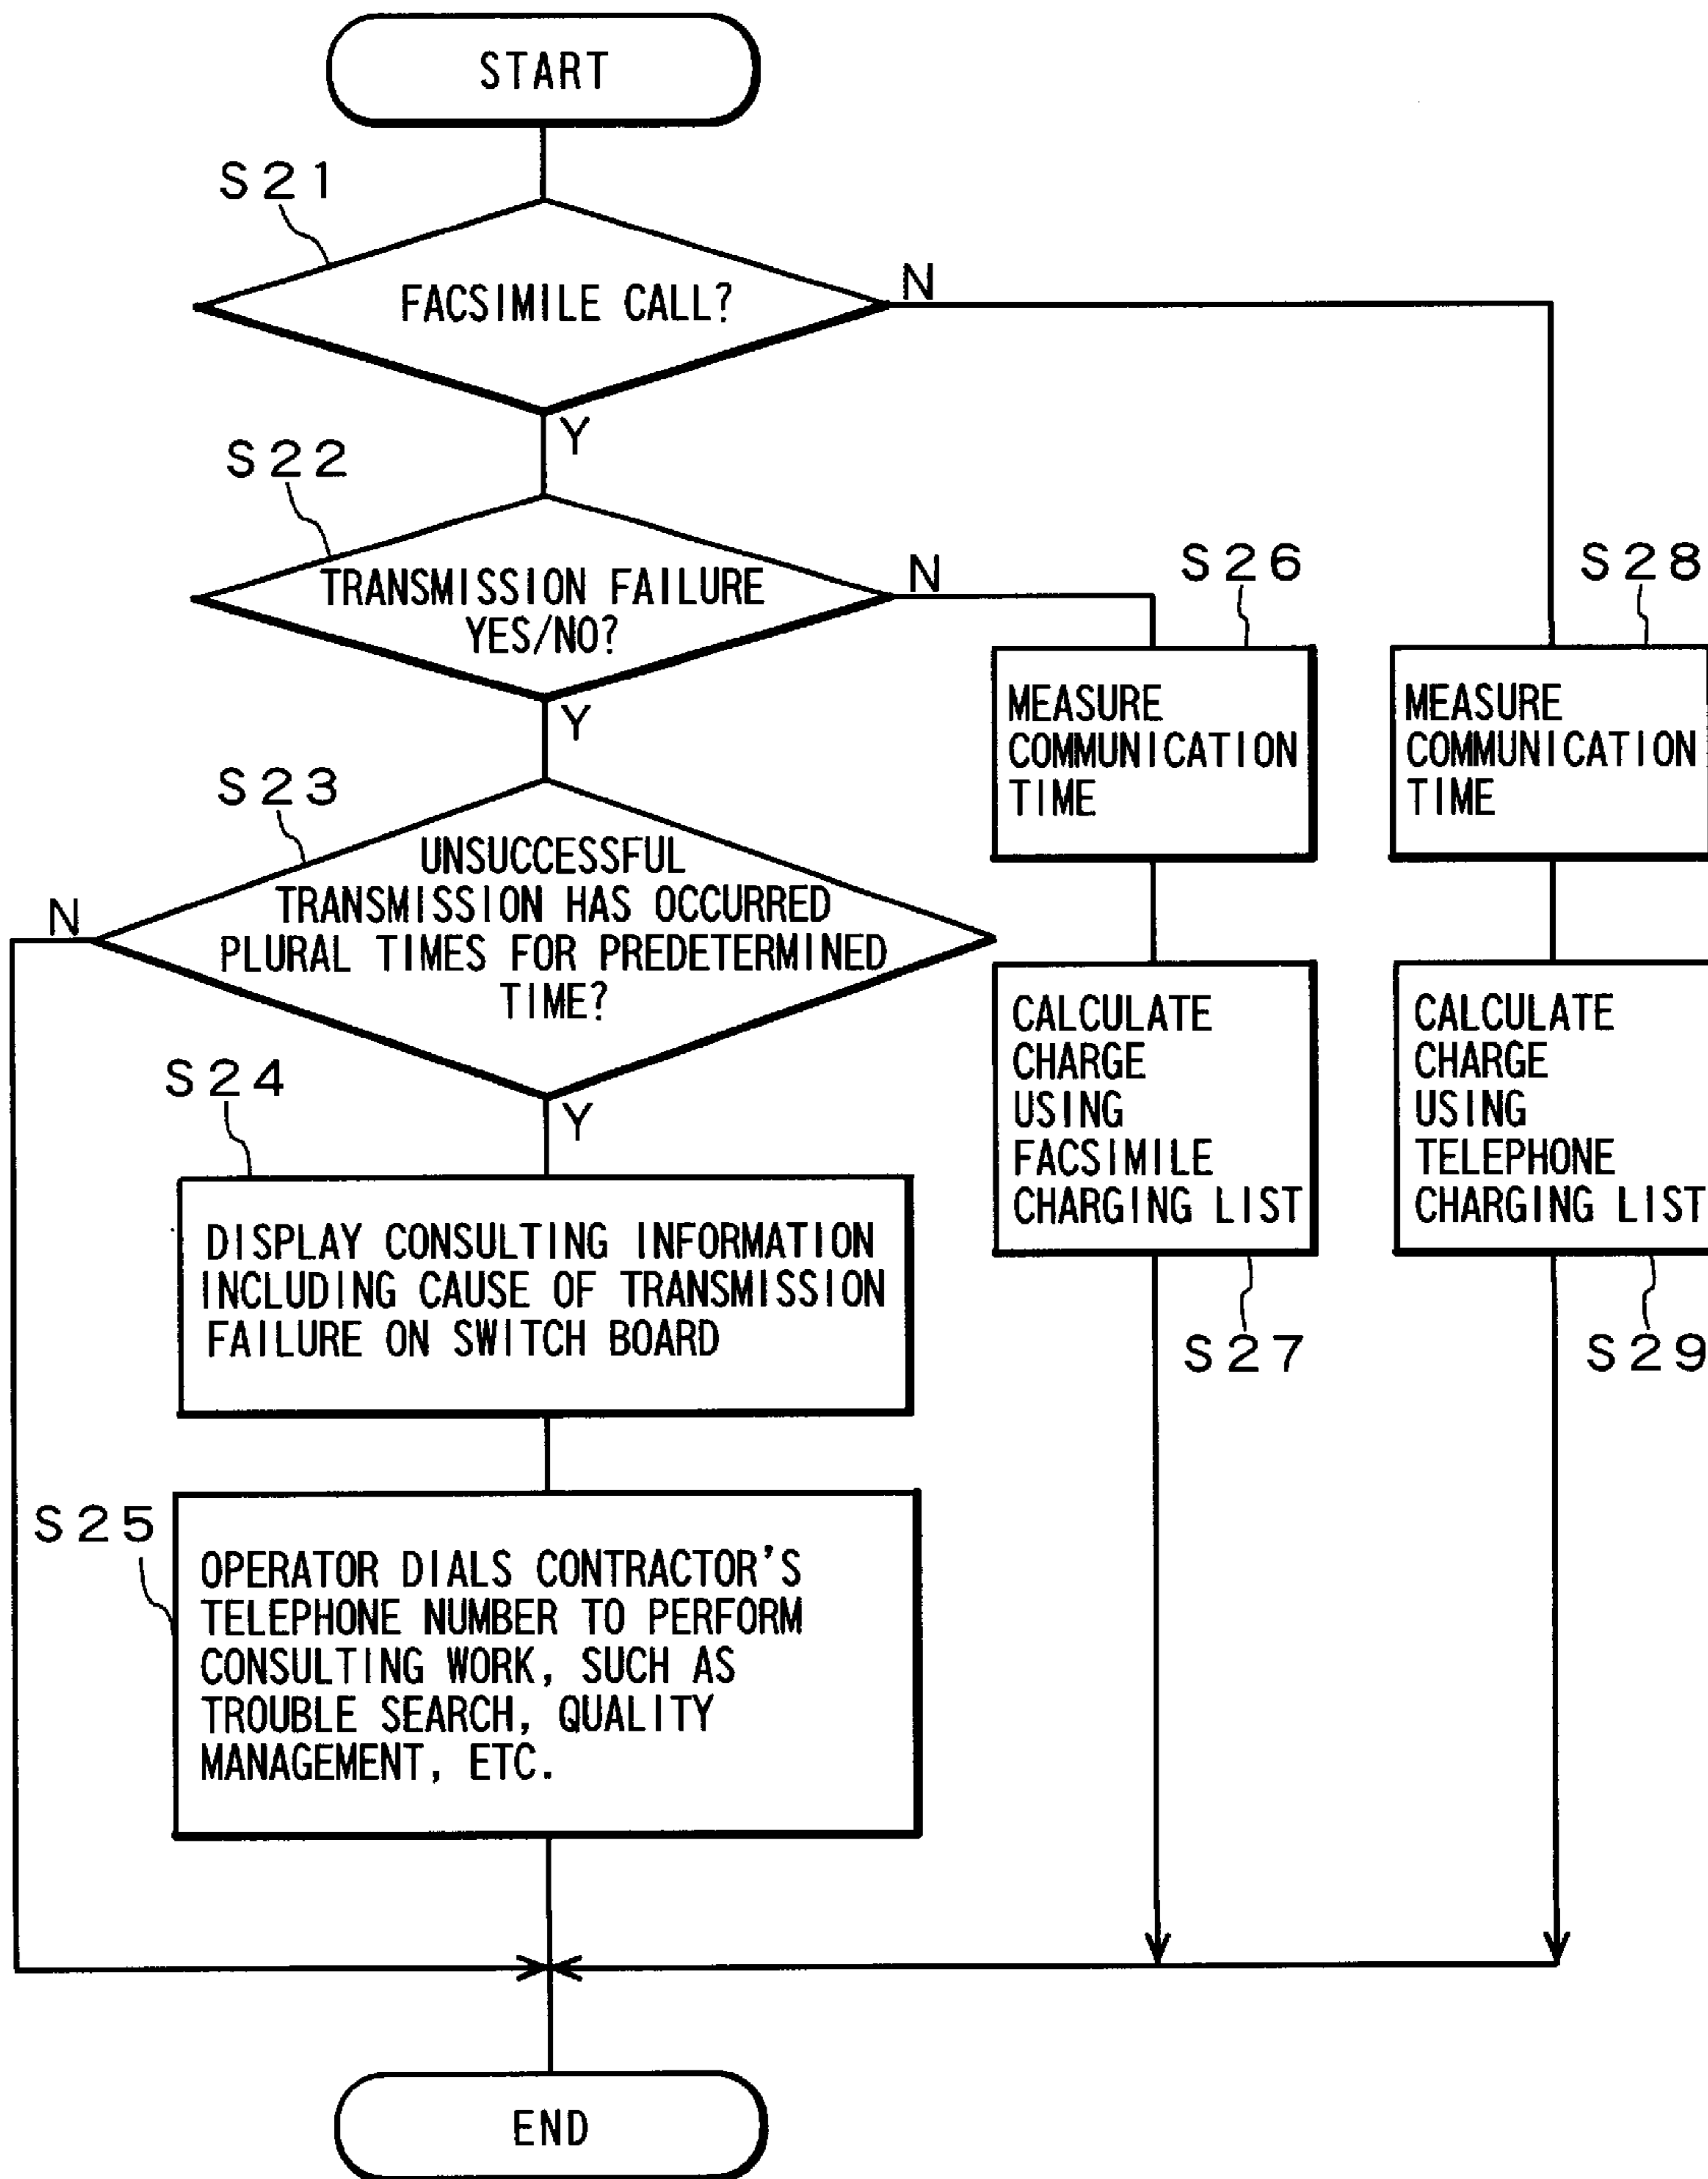 START
S21
FACSIMILE CALL?
N
Y
S22
TRANSMISSION FAILURE
YES/NO?
N
Y
S23
UNSUCCESSFUL
TRANSMISSION HAS OCCURRED
PLURAL TIMES FOR PREDETERMINED
TIME?
N
Y
S24
DISPLAY CONSULTING INFORMATION
INCLUDING CAUSE OF TRANSMISSION
FAILURE ON SWITCH BOARD
S25
OPERATOR DIALS CONTRACTOR'S
TELEPHONE NUMBER TO PERFORM
CONSULTING WORK, SUCH AS
TROUBLE SEARCH, QUALITY
MANAGEMENT, ETC.
S26
MEASURE
COMMUNICATION
TIME
CALCULATE
CHARGE
USING
FACSIMILE
CHARGING LIST
S27
S28
MEASURE
COMMUNICATION
TIME
CALCULATE
CHARGE
USING
TELEPHONE
CHARGING LIST
S29
END